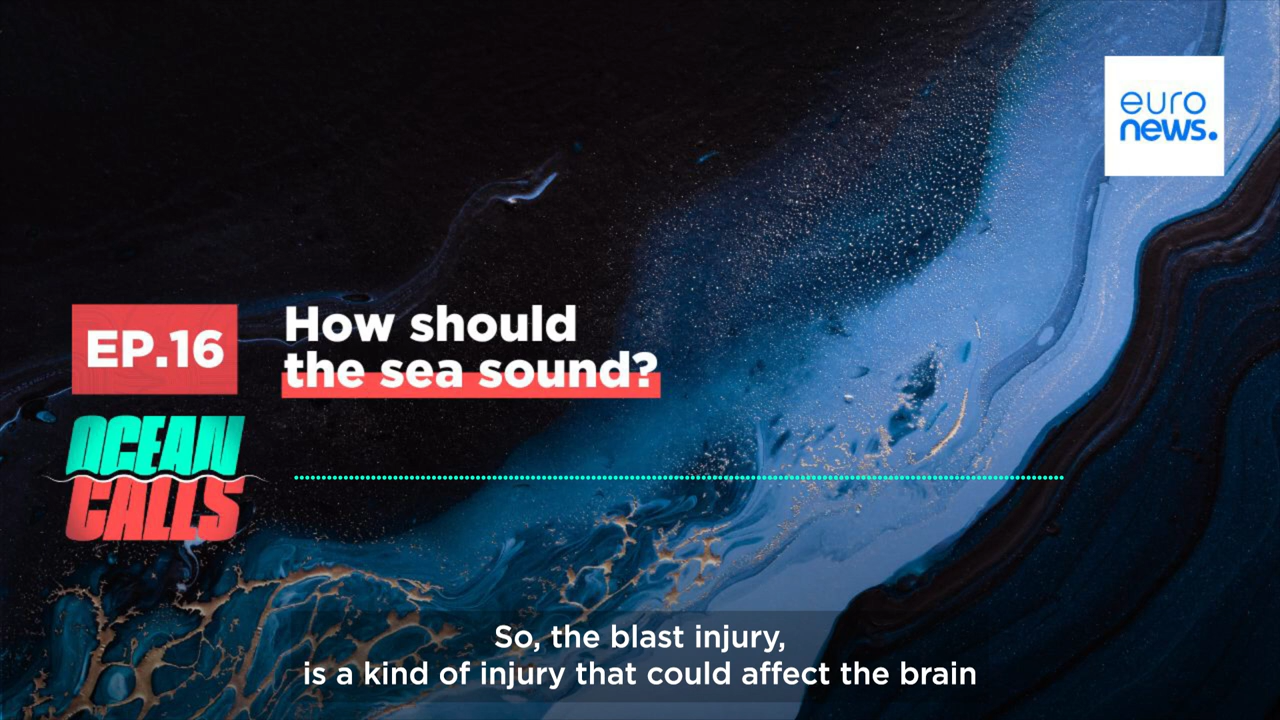 euro
news.
EP.16
How should
the sea sound?
OCEAN
CALLS
So, the blast injury,
is a kind of injury that could affect the brain